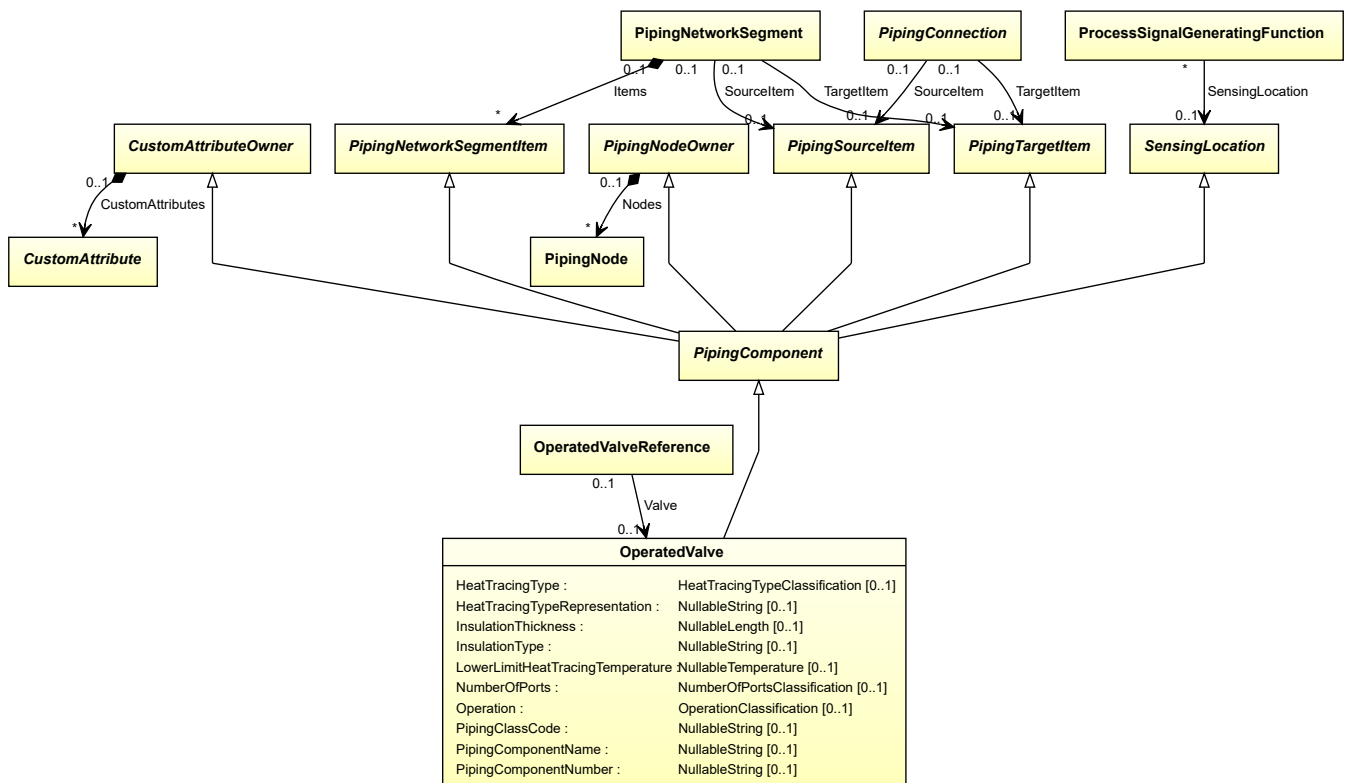 PipingNetworkSegment
PipingConnection
ProcessSignalGeneratingFunction
0..1
0..1
0..1
0..1
0..1
*
Items
SourceItem
TargetItem
SourceItem
TargetItem
SensingLocation
*
0..1
0..1
0..1
0..1
0..1
CustomAttributeOwner
PipingNetworkSegmentItem
PipingNodeOwner
PipingSourceItem
PipingTargetItem
SensingLocation
0..1
CustomAttributes
*
0..1
Nodes
*
CustomAttribute
PipingNode
PipingComponent
OperatedValveReference
0..1
Valve
0..1
OperatedValve
HeatTracingType : HeatTracingTypeClassification [0..1]
HeatTracingTypeRepresentation : NullableString [0..1]
InsulationThickness : NullableLength [0..1]
InsulationType : NullableString [0..1]
LowerLimitHeatTracingTemperature : NullableTemperature [0..1]
NumberOfPorts : NumberOfPortsClassification [0..1]
Operation : OperationClassification [0..1]
PipingClassCode : NullableString [0..1]
PipingComponentName : NullableString [0..1]
PipingComponentNumber : NullableString [0..1]